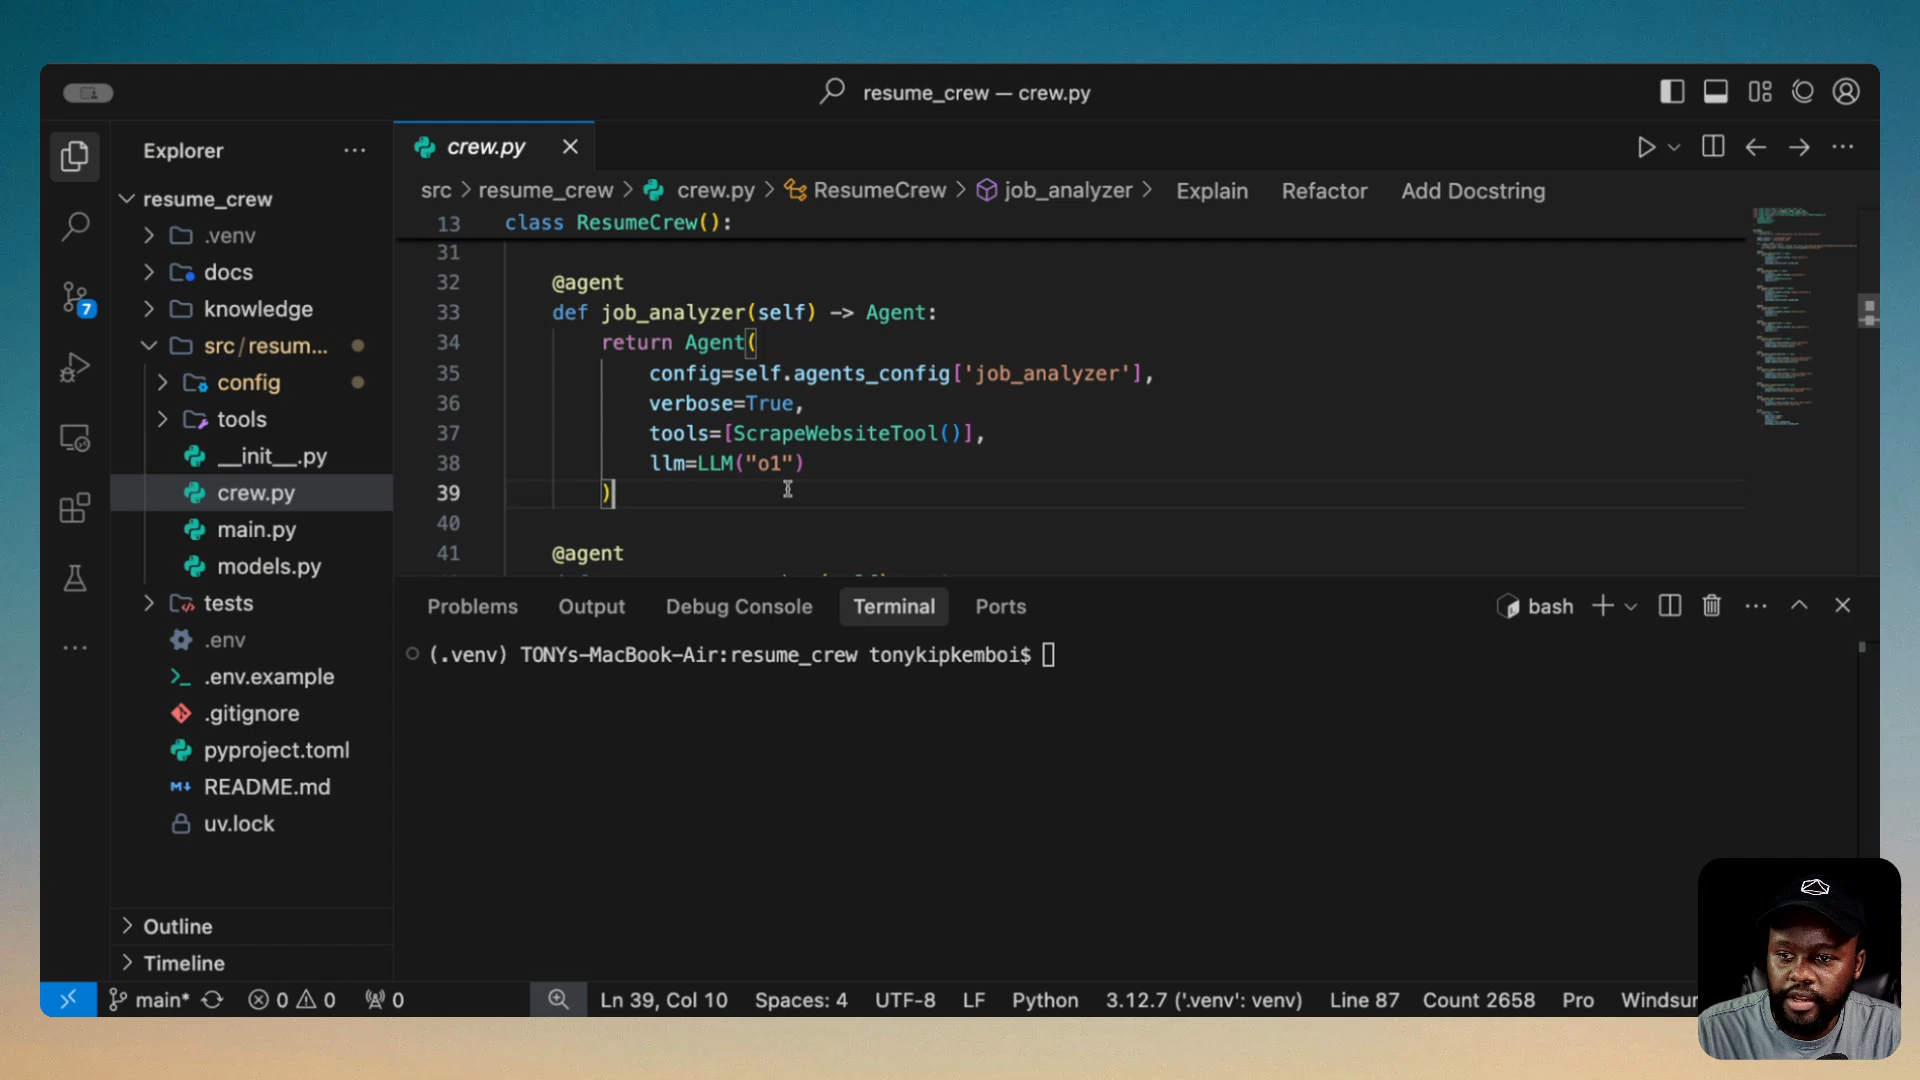 resume_crew — crew.py
Explorer
resume_crew
.venv
docs
knowledge
src/resum...
config
tools
__init__.py
crew.py
main.py
models.py
tests
.env
.env.example
.gitignore
pyproject.toml
README.md
uv.lock
Outline
Timeline
7
crew.py
src > resume_crew > crew.py > ResumeCrew > job_analyzer > Explain Refactor Add Docstring
13 class ResumeCrew():
31
32 @agent
33 def job_analyzer(self) -> Agent:
34 return Agent(
35 config=self.agents_config['job_analyzer'],
36 verbose=True,
37 tools=[ScrapeWebsiteTool()],
38 llm=LLM("o1")
39 )
40
41 @agent
Problems Output Debug Console Terminal Ports
bash
(.venv) TONYs-MacBook-Air:resume_crew tonykipkemboi$
main* 0 0 0 Ln 39, Col 10 Spaces: 4 UTF-8 LF Python 3.12.7 ('.venv': venv) Line 87 Count 2658 Pro Windsur